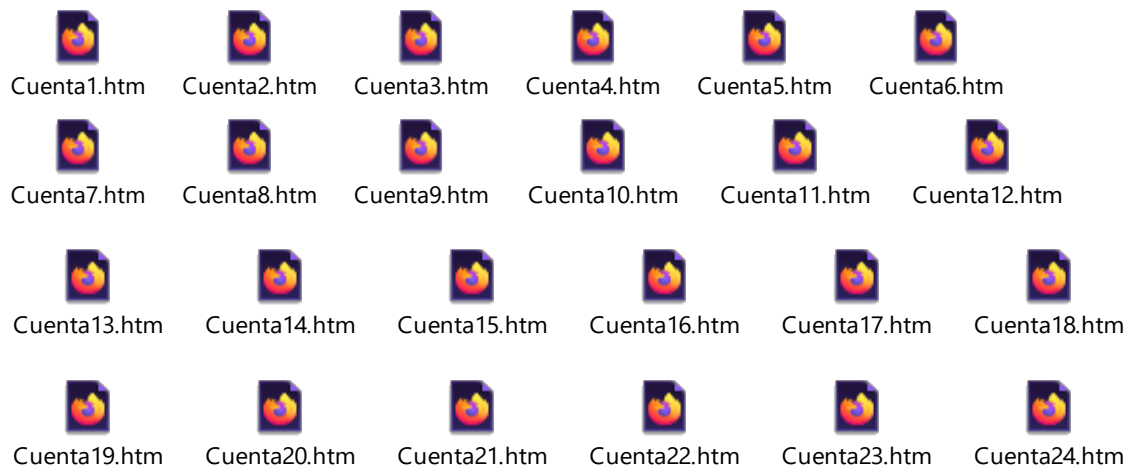 Cuenta1.htm Cuenta2.htm Cuenta3.htm Cuenta4.htm Cuenta5.htm Cuenta6.htm
Cuenta7.htm Cuenta8.htm Cuenta9.htm Cuenta10.htm Cuenta11.htm Cuenta12.htm
Cuenta13.htm Cuenta14.htm Cuenta15.htm Cuenta16.htm Cuenta17.htm Cuenta18.htm
Cuenta19.htm Cuenta20.htm Cuenta21.htm Cuenta22.htm Cuenta23.htm Cuenta24.htm